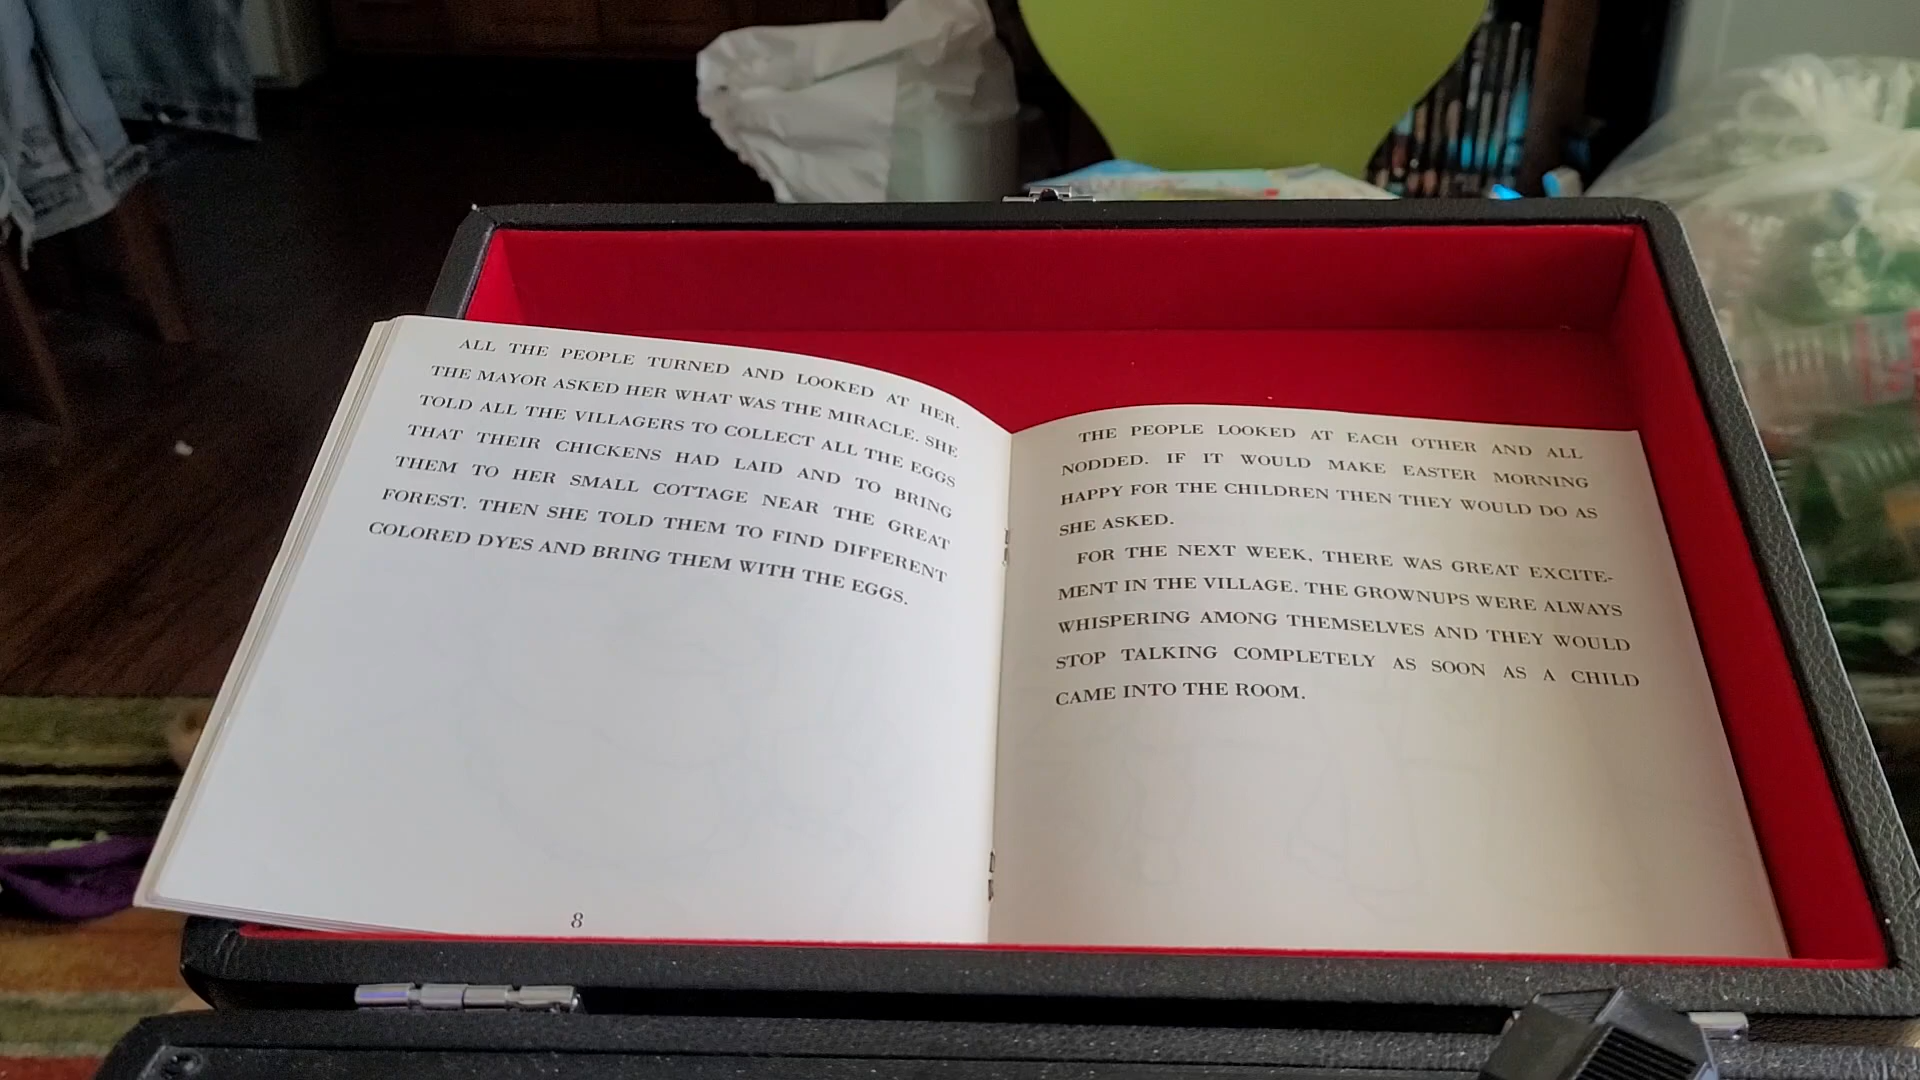 ALL THE PEOPLE TURNED AND LOOKED AT HER.
THE MAYOR ASKED HER WHAT WAS THE MIRACLE. SHE
TOLD ALL THE VILLAGERS TO COLLECT ALL THE EGGS
THAT THEIR CHICKENS HAD LAID AND TO BRING
THEM TO HER SMALL COTTAGE NEAR THE GREAT
FOREST. THEN SHE TOLD THEM TO FIND DIFFERENT
COLORED DYES AND BRING THEM WITH THE EGGS.
8
THE PEOPLE LOOKED AT EACH OTHER AND ALL
NODDED. IF IT WOULD MAKE EASTER MORNING
HAPPY FOR THE CHILDREN THEN THEY WOULD DO AS
SHE ASKED.
FOR THE NEXT WEEK, THERE WAS GREAT EXCITE-
MENT IN THE VILLAGE. THE GROWNUPS WERE ALWAYS
WHISPERING AMONG THEMSELVES AND THEY WOULD
STOP TALKING COMPLETELY AS SOON AS A CHILD
CAME INTO THE ROOM.